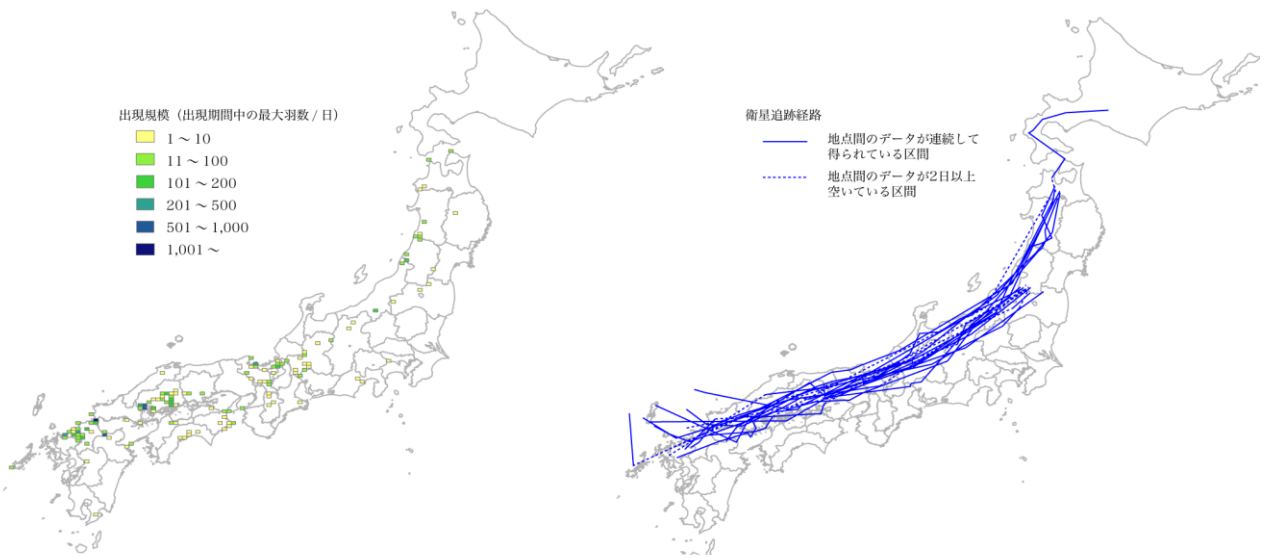 出現規模（出現期間中の最大羽数 / 日）
1～10
11～100
101～200
201～500
501～1,000
1,001～
衛星追跡経路
地点間のデータが連続して
得られている区間
地点間のデータが2日以上
空いている区間